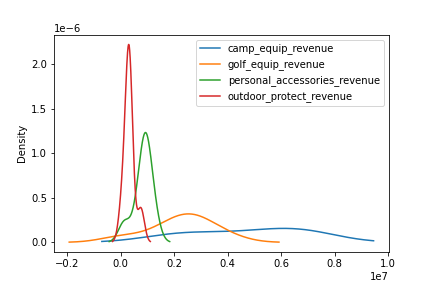 1e−6
camp_equip_revenue
golf_equip_revenue
personal_accessories_revenue
outdoor_protect_revenue
Density
2.0
1.5
1.0
0.5
0.0
−0.2 0.0 0.2 0.4 0.6 0.8 1.0
1e7